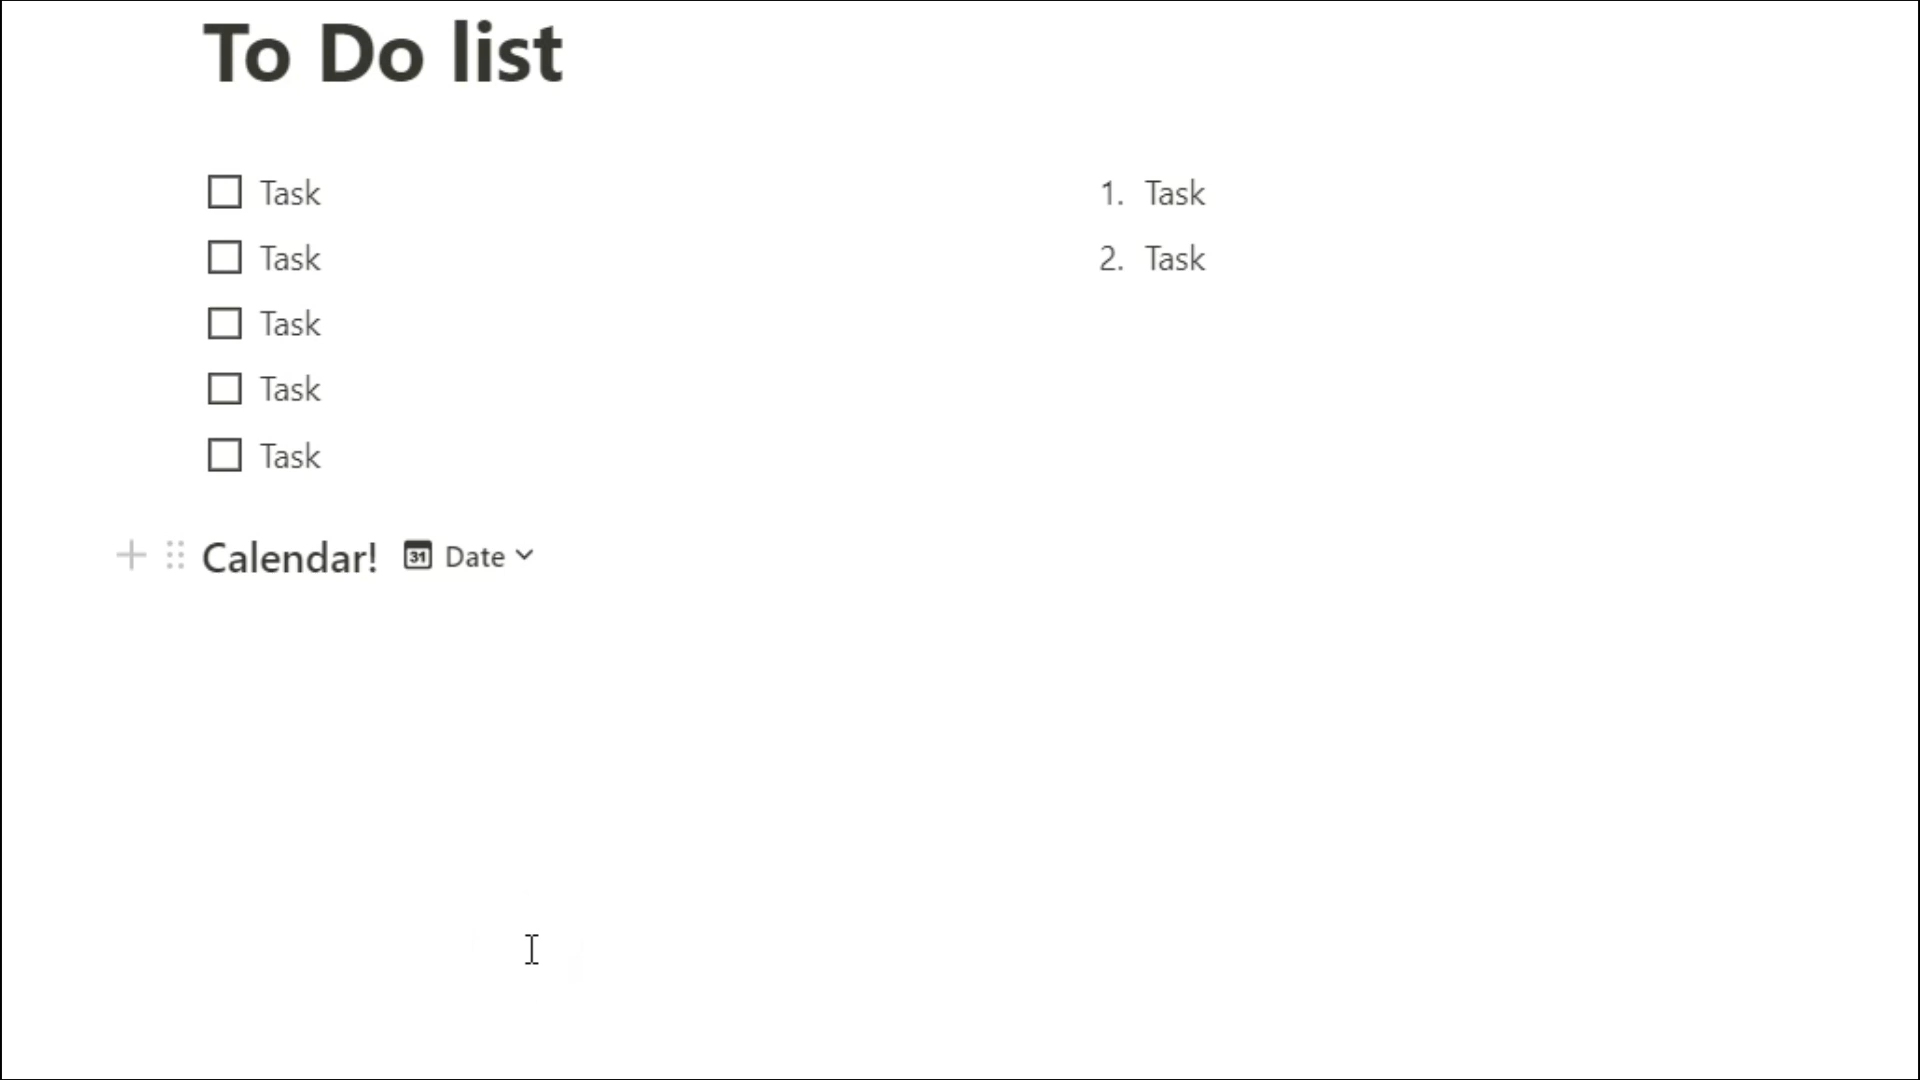 To Do list
Task
Task
Task
Task
Task
1. Task
2. Task
Calendar! 31 Date